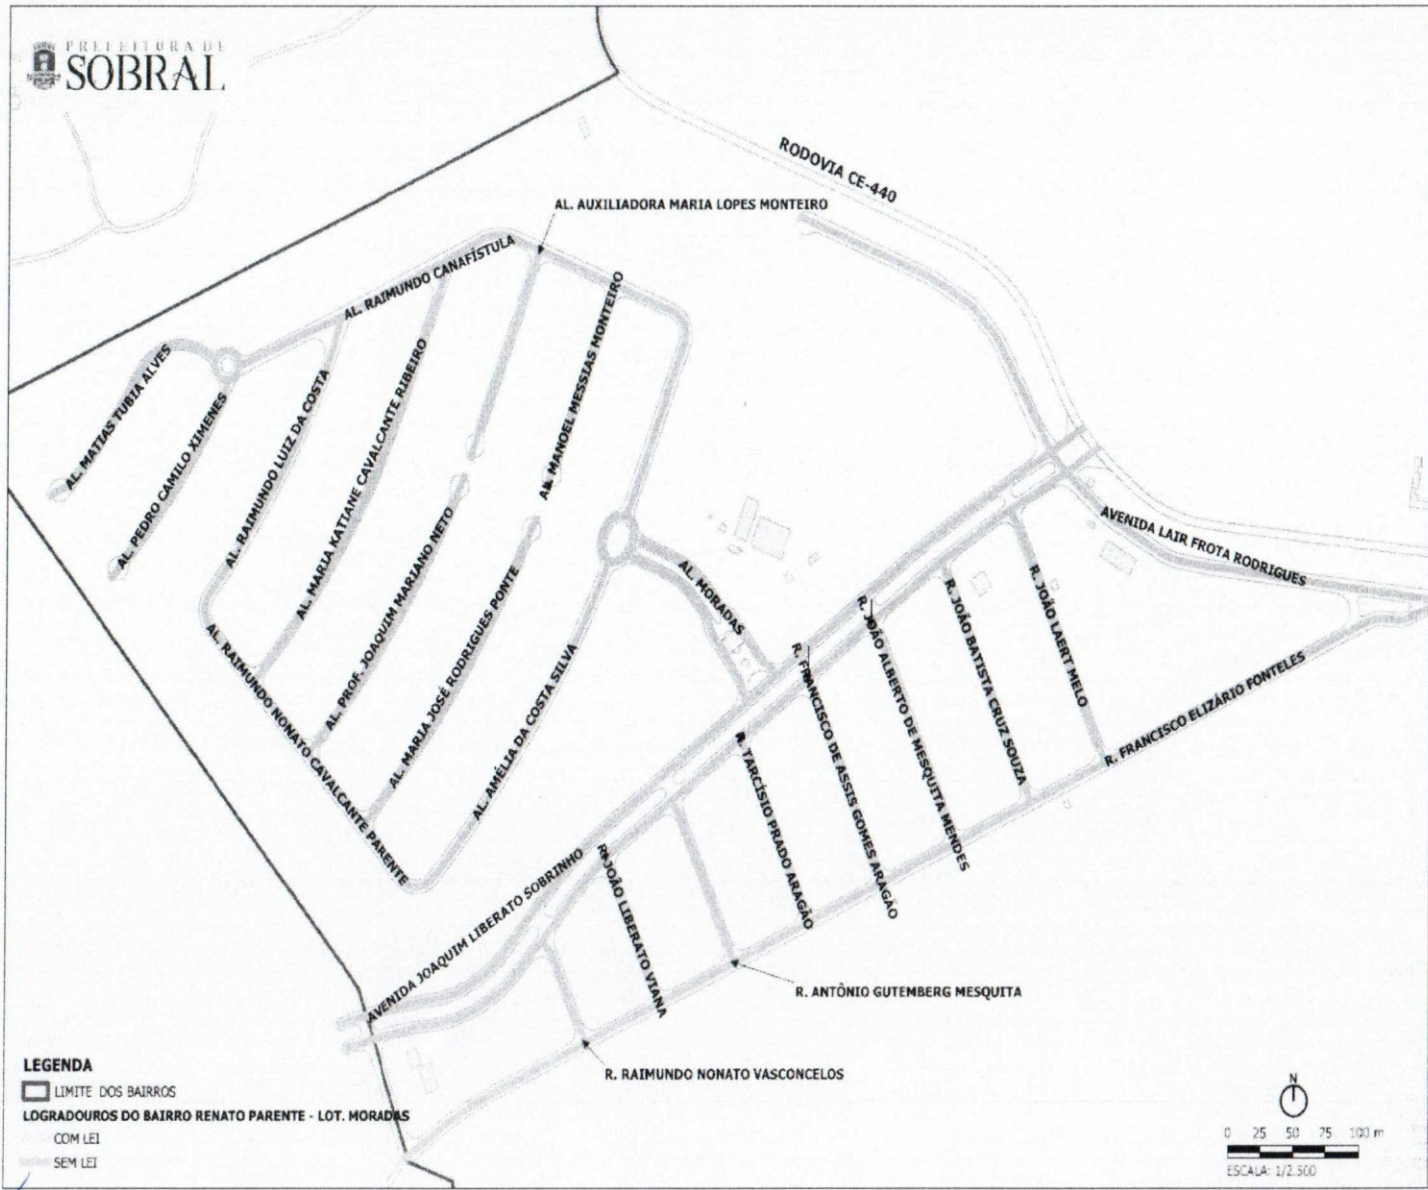 PREFEITURA DE
SOBRAL
RODOVIA CE-440
AL. AUXILIADORA MARIA LOPES MONTEIRO
AL. RAIMUNDO CANAFÍSTULA
AL. MATIAS TUBIA ALVES
AL. PEDRO CAMILO XIMENES
AL. RAIMUNDO LUIZ DA COSTA
AL. MARIA KATIANE CAVALCANTE RIBEIRO
AL. PROF. JOAQUIM MARIANO NETO
AL. MANOEL MESSIAS MONTEIRO
AL. MARIA JOSÉ RODRIGUES PONTE
AL. AMÉLIA DA COSTA SILVA
AL. RAIMUNDO NONATO CAVALCANTE PARENTE
AL. MORADAS
AVENIDA LAIR FROTA RODRIGUES
R. JOÃO LAERT MELO
R. JOÃO BATISTA CRUZ SOUZA
R. JOÃO ALBERTO DE MESQUITA MENDES
R. FRANCISCO DE ASSIS GOMES ARAGÃO
R. TARCÍSIO PRADO ARAGÃO
R. FRANCISCO ELIZÁRIO FONTELES
AVENIDA JOAQUIM LIBERATO SOBRINHO
R. JOÃO LIBERATO VIANA
R. ANTÔNIO GUTEMBERG MESQUITA
R. RAIMUNDO NONATO VASCONCELOS
LEGENDA
LIMITE DOS BAIRROS
LOGRADOUROS DO BAIRRO RENATO PARENTE - LOT. MORADAS
COM LEI
SEM LEI
N
0 25 50 75 100 m
ESCALA: 1/2.500